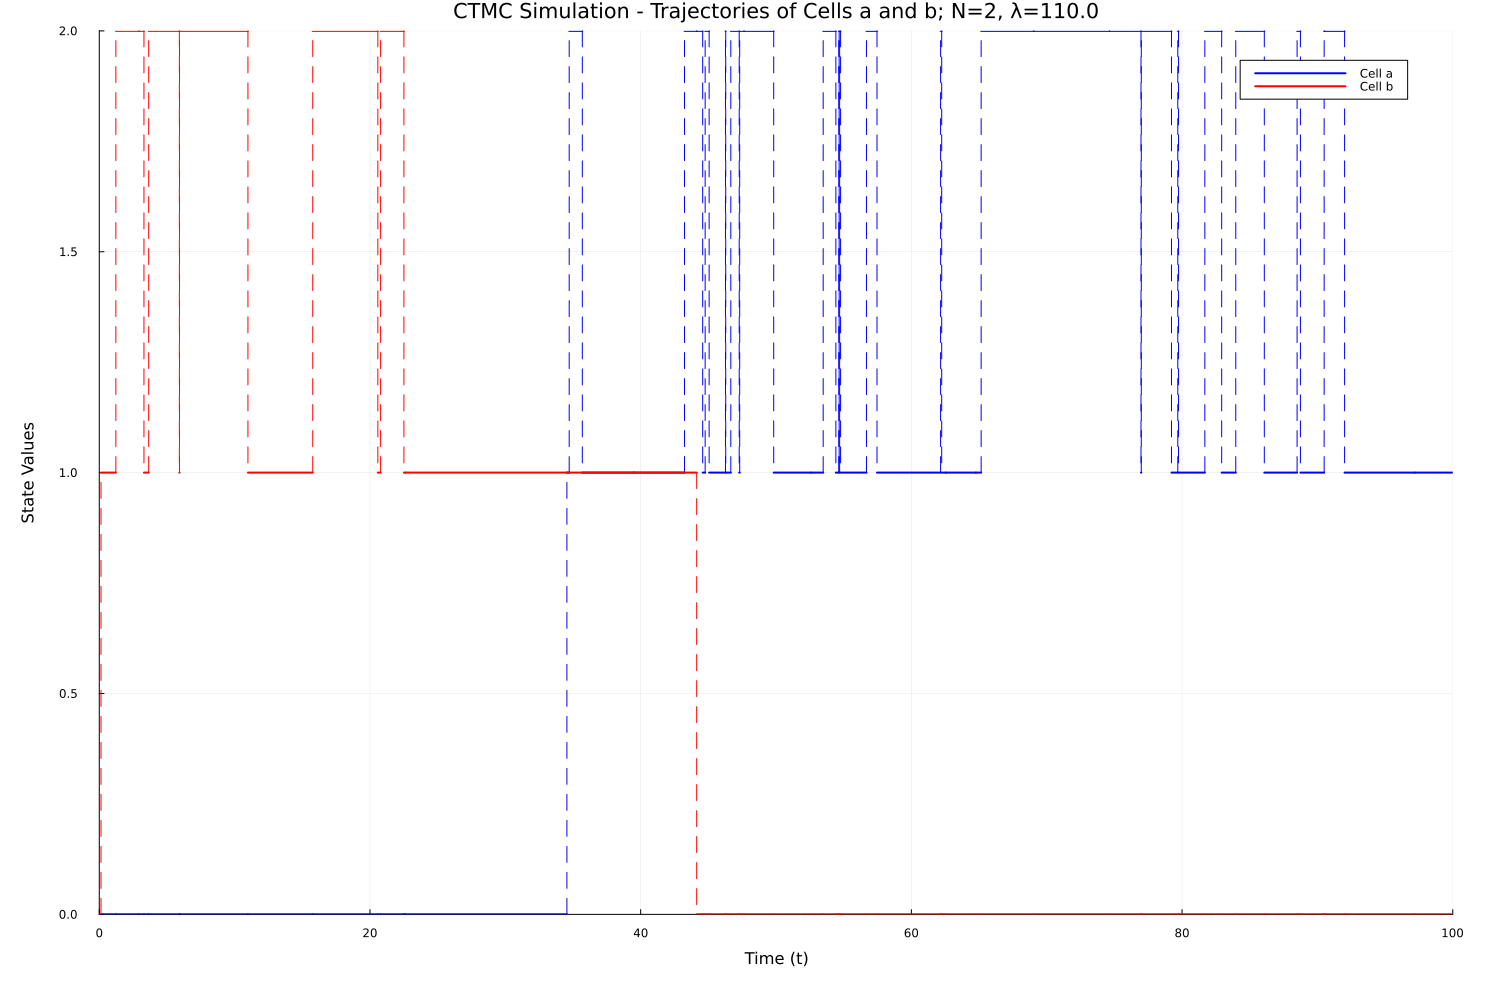 CTMC Simulation - Trajectories of Cells a and b; N=2, λ=110.0
2.0
Cell a
Cell b
1.5
1.0
State Values
0.5
0.0
0 20 40 60 80 100
Time (t)